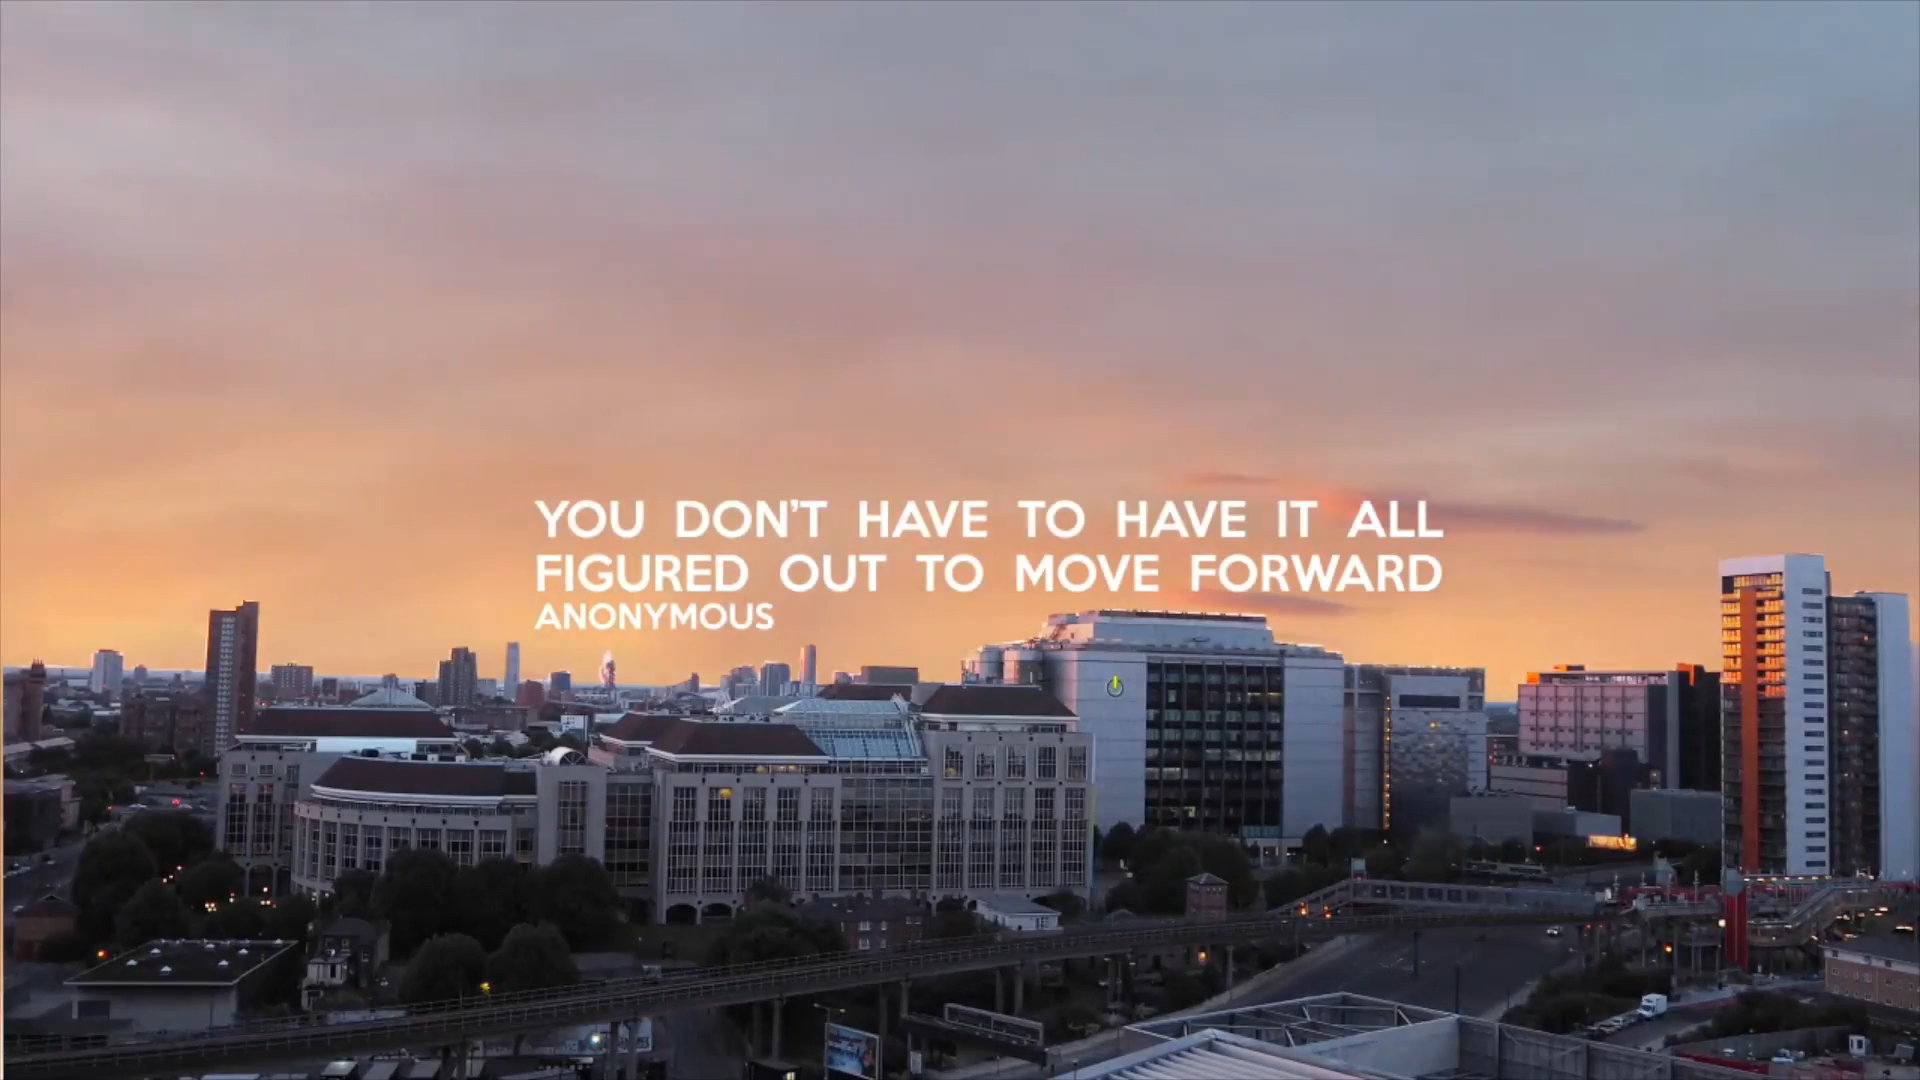 YOU DON'T HAVE TO HAVE IT ALL
FIGURED OUT TO MOVE FORWARD
ANONYMOUS